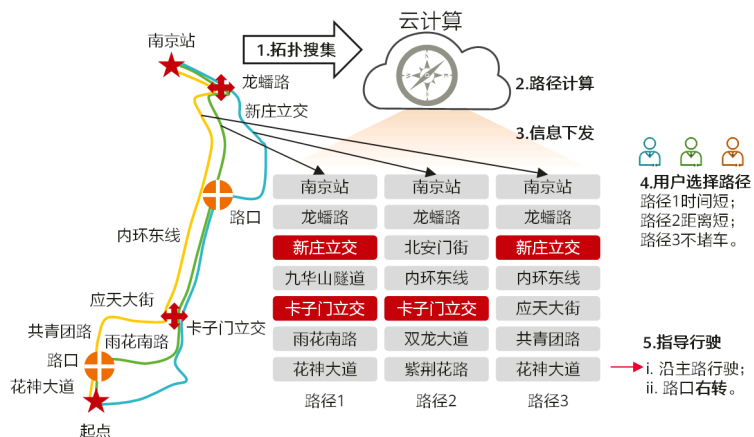 云计算
南京站
1.拓扑搜集
龙蟠路
2.路径计算
新庄立交
3.信息下发
南京站
南京站
南京站
4.用户选择路径
路径1时间短；
路径2距离短；
路径3不堵车。
龙蟠路
龙蟠路
龙蟠路
路口
内环东线
新庄立交
北安门街
新庄立交
九华山隧道
内环东线
内环东线
应天大街
卡子门立交
卡子门立交
卡子门立交
应天大街
共青团路
雨花南路
雨花南路
双龙大道
共青团路
5.指导行驶
路口
花神大道
花神大道
紫荆花路
花神大道
i. 沿主路行驶；
ii. 路口右转。
起点
路径1
路径2
路径3